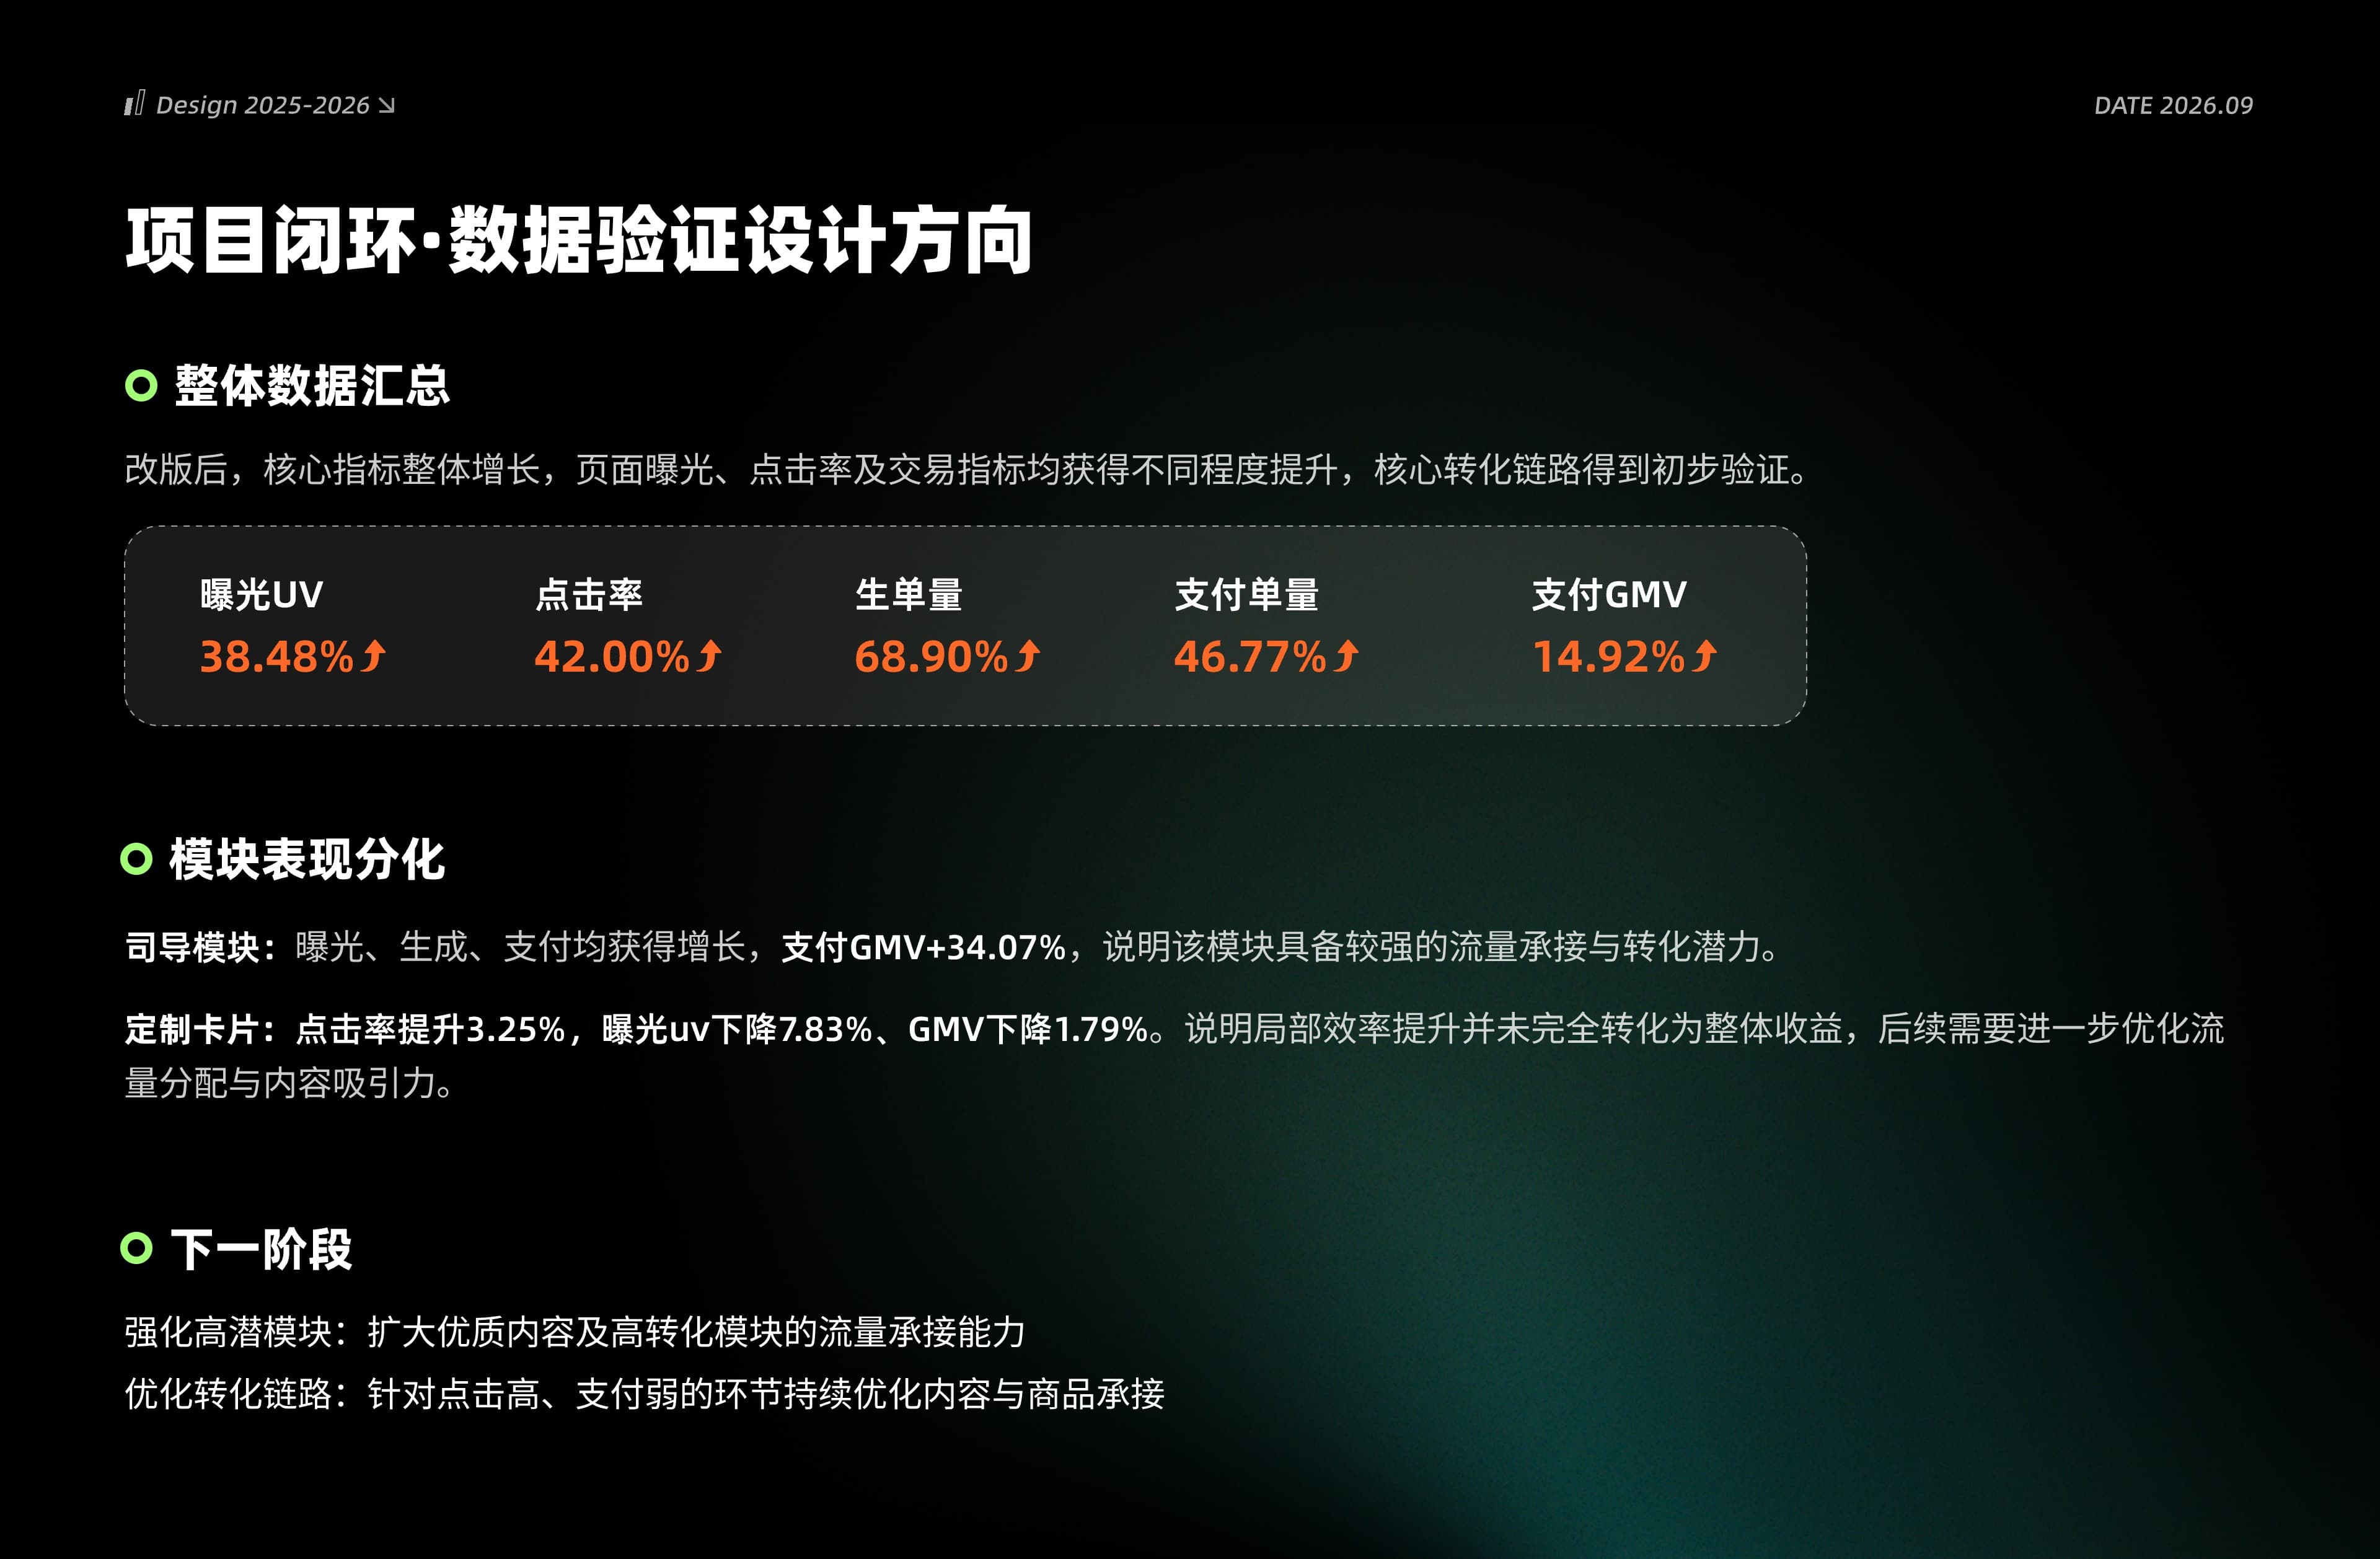 Design 2025-2026
DATE 2026.09
项目闭环·数据验证设计方向
整体数据汇总
改版后，核心指标整体增长，页面曝光、点击率及交易指标均获得不同程度提升，核心转化链路得到初步验证。
曝光UV 点击率 生单量 支付单量 支付GMV
38.48% 42.00% 68.90% 46.77% 14.92%
模块表现分化
司导模块：曝光、生成、支付均获得增长，支付GMV+34.07%，说明该模块具备较强的流量承接与转化潜力。
定制卡片：点击率提升3.25%，曝光uv下降7.83%、GMV下降1.79%。说明局部效率提升并未完全转化为整体收益，后续需要进一步优化流
量分配与内容吸引力。
下一阶段
强化高潜模块：扩大优质内容及高转化模块的流量承接能力
优化转化链路：针对点击高、支付弱的环节持续优化内容与商品承接